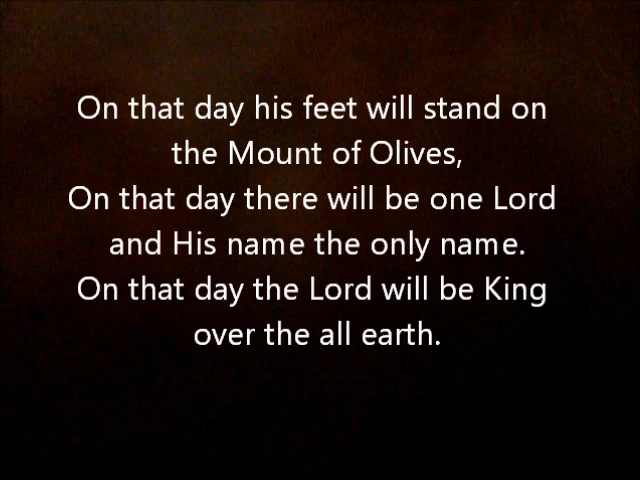 On that day his feet will stand on
the Mount of Olives,
On that day there will be one Lord
and His name the only name.
On that day the Lord will be King
over the all earth.